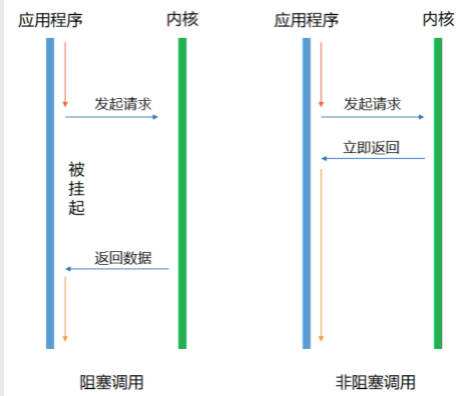 应用程序
内核
发起请求
被挂起
返回数据
阻塞调用
应用程序
内核
发起请求
立即返回
非阻塞调用